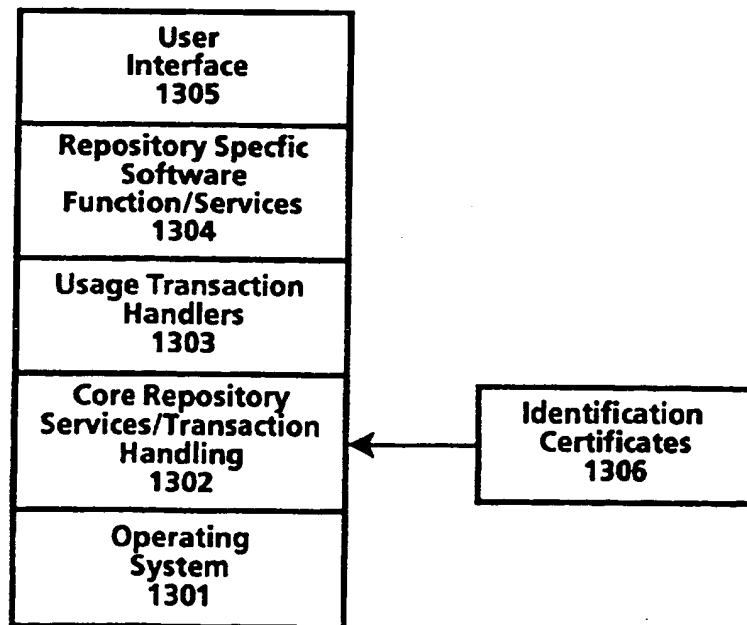 User
Interface
1305
Repository Specfic
Software
Function/Services
1304
Usage Transaction
Handlers
1303
Core Repository
Services/Transaction
Handling
1302
Identification
Certificates
1306
Operating
System
1301